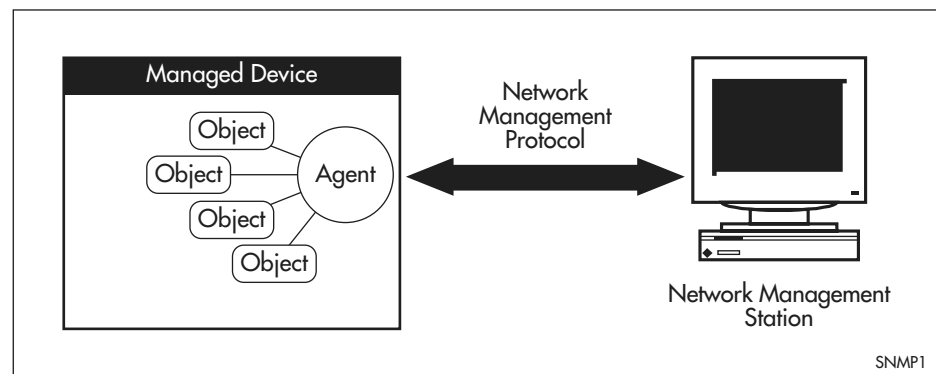 Managed Device
Object
Object
Object
Object
Agent
Network
Management
Protocol
Network Management
Station
SNMP1